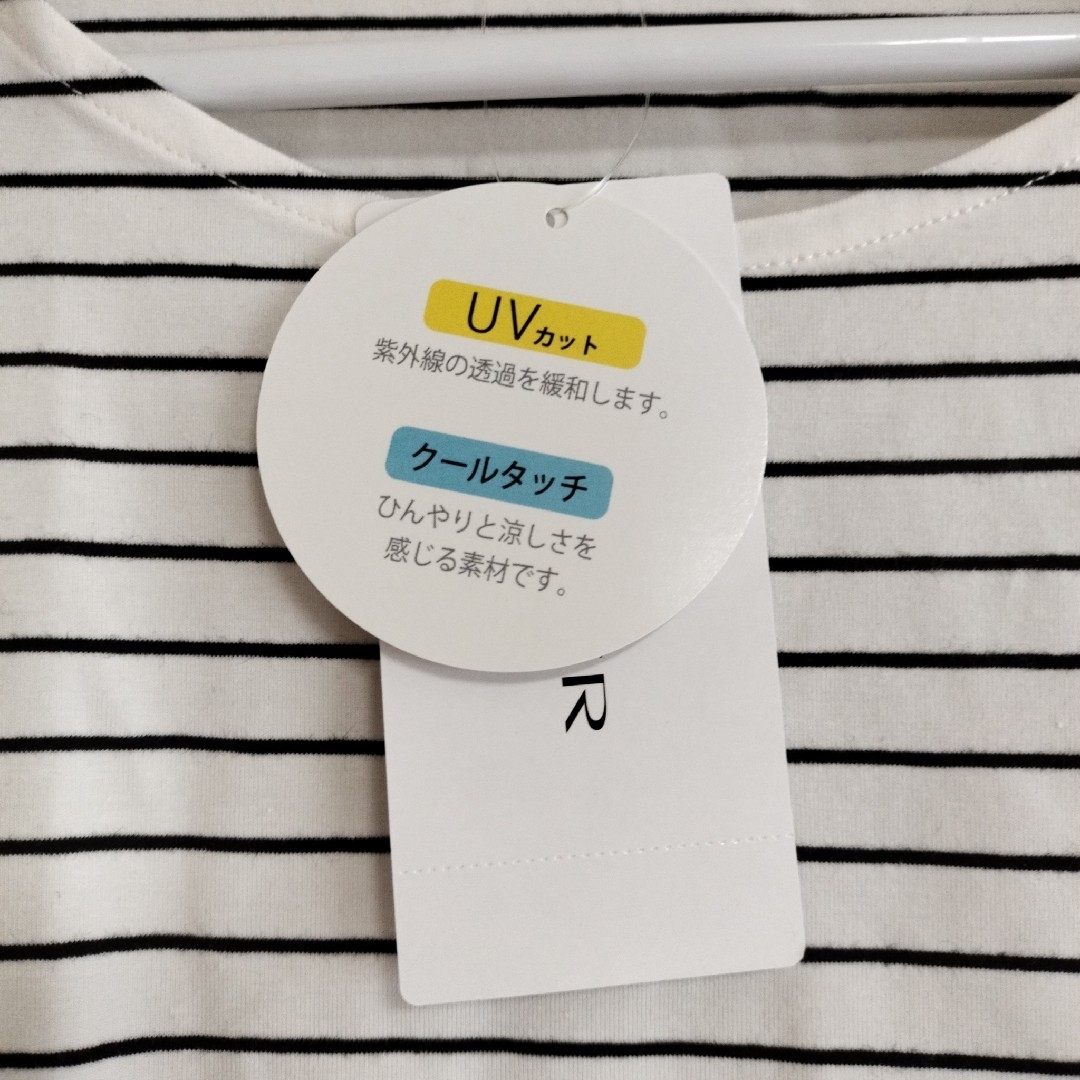 UVカット
紫外線の透過を緩和します。
クールタッチ
ひんやりと涼しさを
感じる素材です。
R